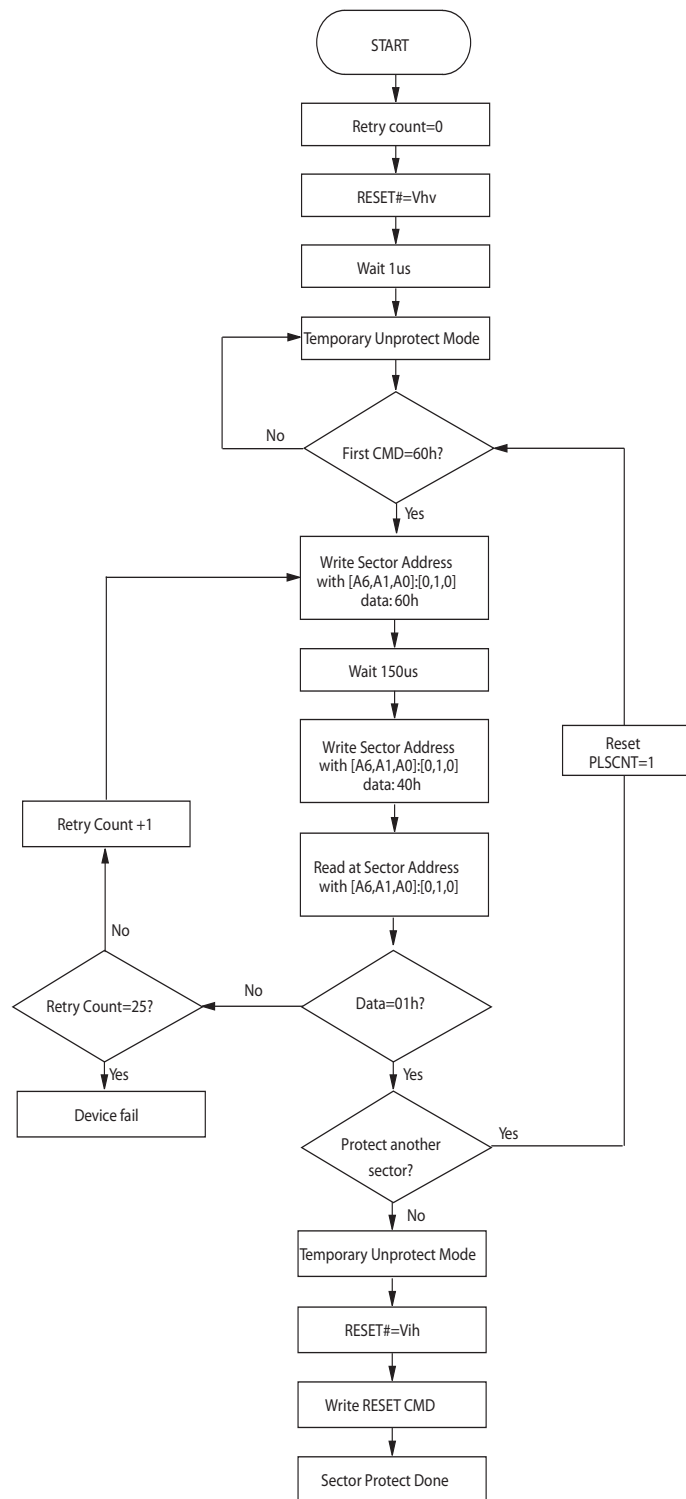 START
Retry count=0
RESET#=Vhv
Wait 1us
Temporary Unprotect Mode
No
First CMD=60h?
Yes
Write Sector Address
with [A6,A1,A0]:[0,1,0]
data: 60h
Wait 150us
Reset
PLSCNT=1
Write Sector Address
with [A6,A1,A0]:[0,1,0]
data: 40h
Retry Count +1
Read at Sector Address
with [A6,A1,A0]:[0,1,0]
No
Retry Count=25?
No
Data=01h?
Yes
Device fail
Yes
Protect another
sector?
Yes
No
Temporary Unprotect Mode
RESET#=Vih
Write RESET CMD
Sector Protect Done